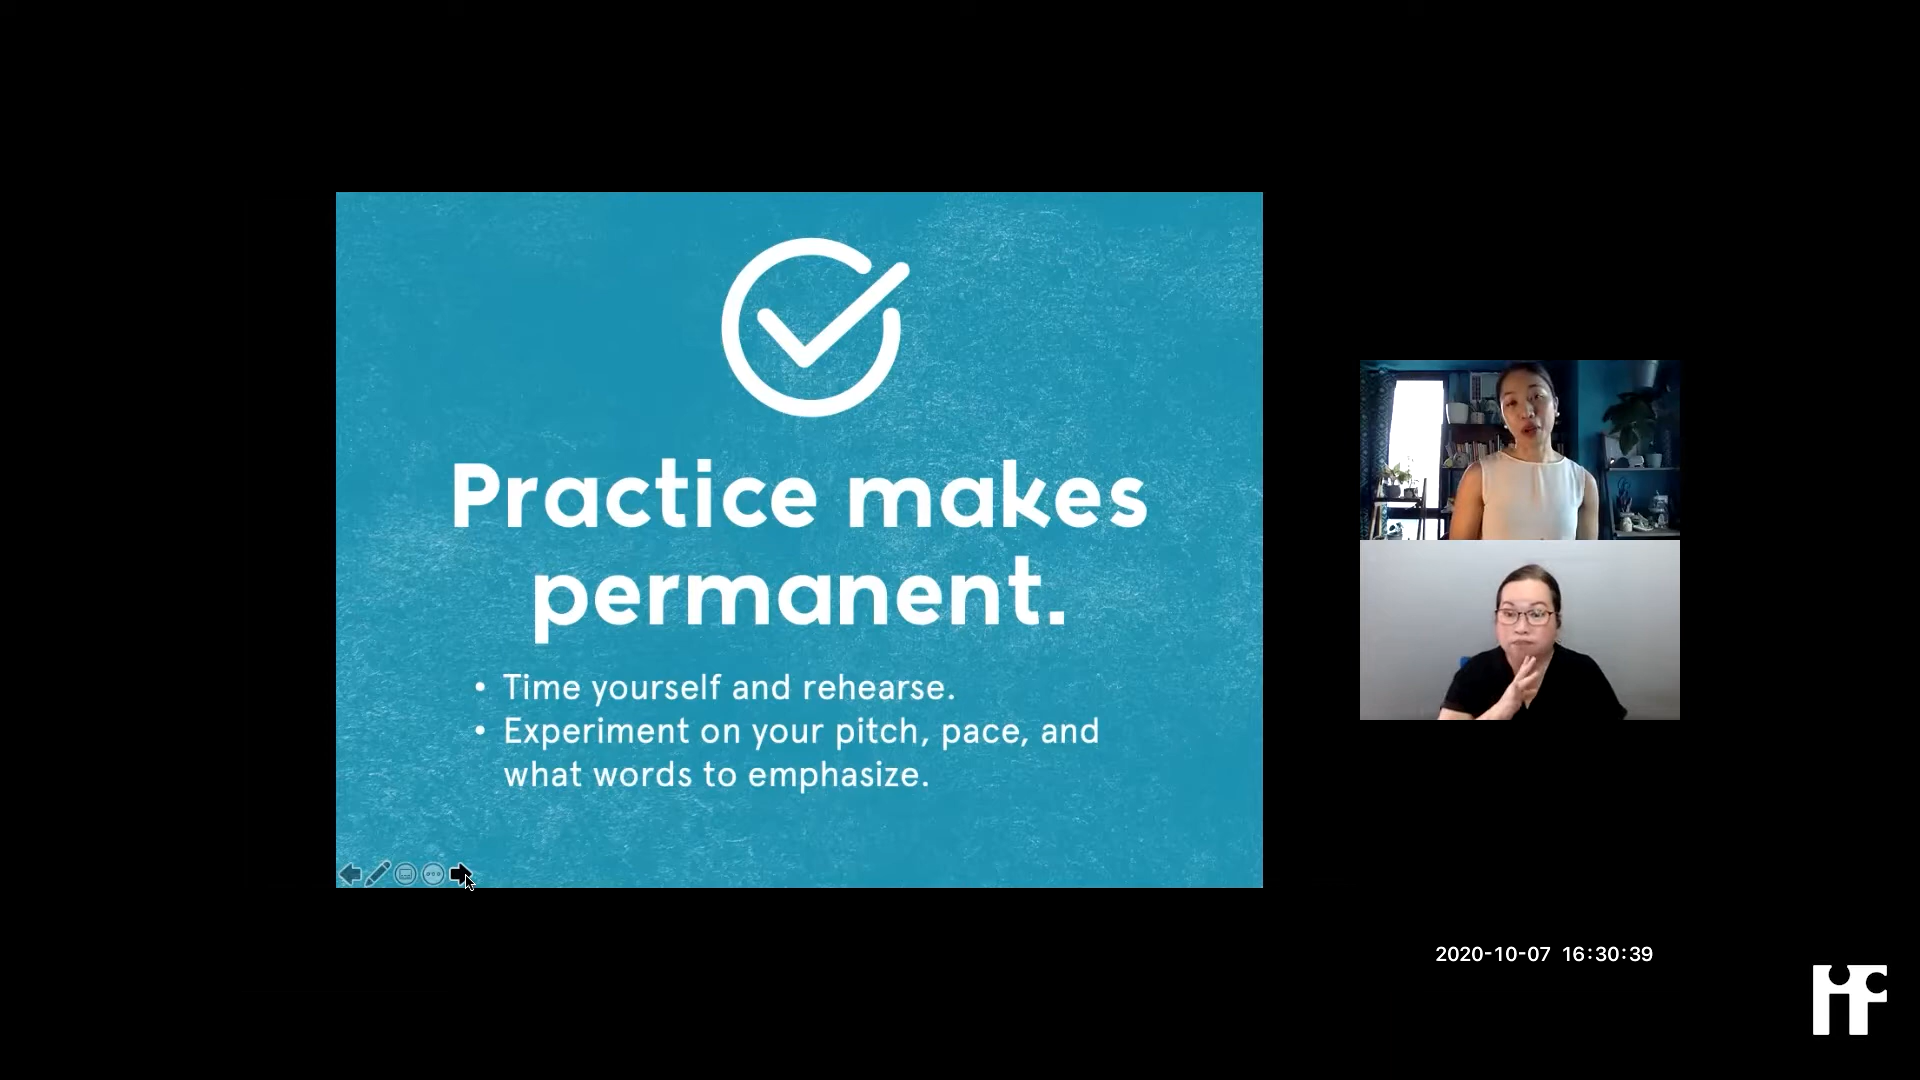 Practice makes
permanent.
• Time yourself and rehearse.
• Experiment on your pitch, pace, and
what words to emphasize.
2020-10-07 16:30:39